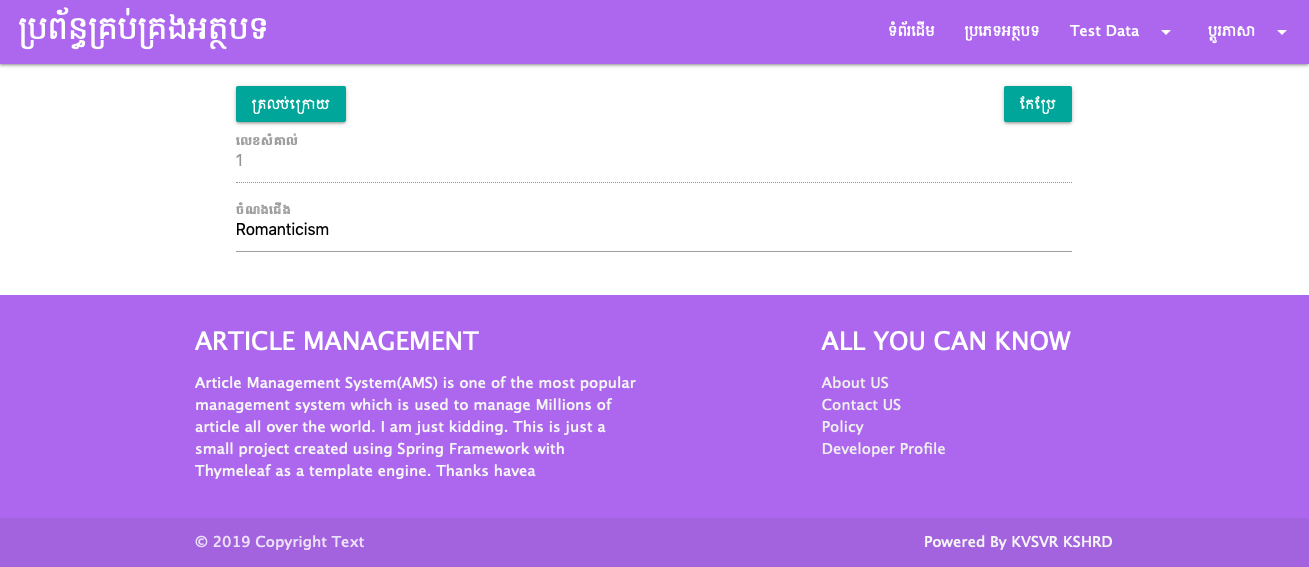 ប្រព័ន្ធគ្រប់គ្រងអត្ថបទ
ទំព័រដើម ប្រភេទអត្ថបទ Test Data ប្តូរភាសា
ត្រលប់ក្រោយ កែប្រែ
លេខសំគាល់
1
ចំណងជើង
Romanticism
ARTICLE MANAGEMENT
Article Management System(AMS) is one of the most popular
management system which is used to manage Millions of
article all over the world. I am just kidding. This is just a
small project created using Spring Framework with
Thymeleaf as a template engine. Thanks havea
ALL YOU CAN KNOW
About US
Contact US
Policy
Developer Profile
© 2019 Copyright Text Powered By KVSVR KSHRD